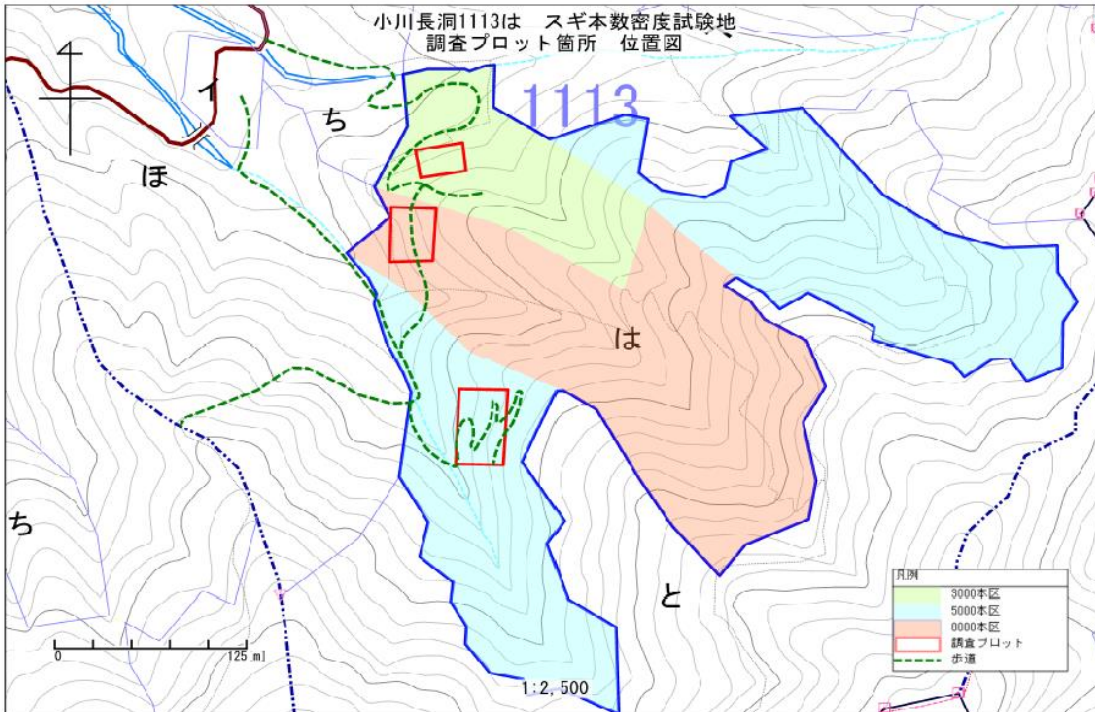 小川長洞1113は スギ本数密度試験地
調査プロット箇所 位置図
へ
1113
イ
ち
ほ
は
ち
と
凡例
3000本区
5000本区
0000本区
調査プロット
歩道
0 125 m
1:2,500